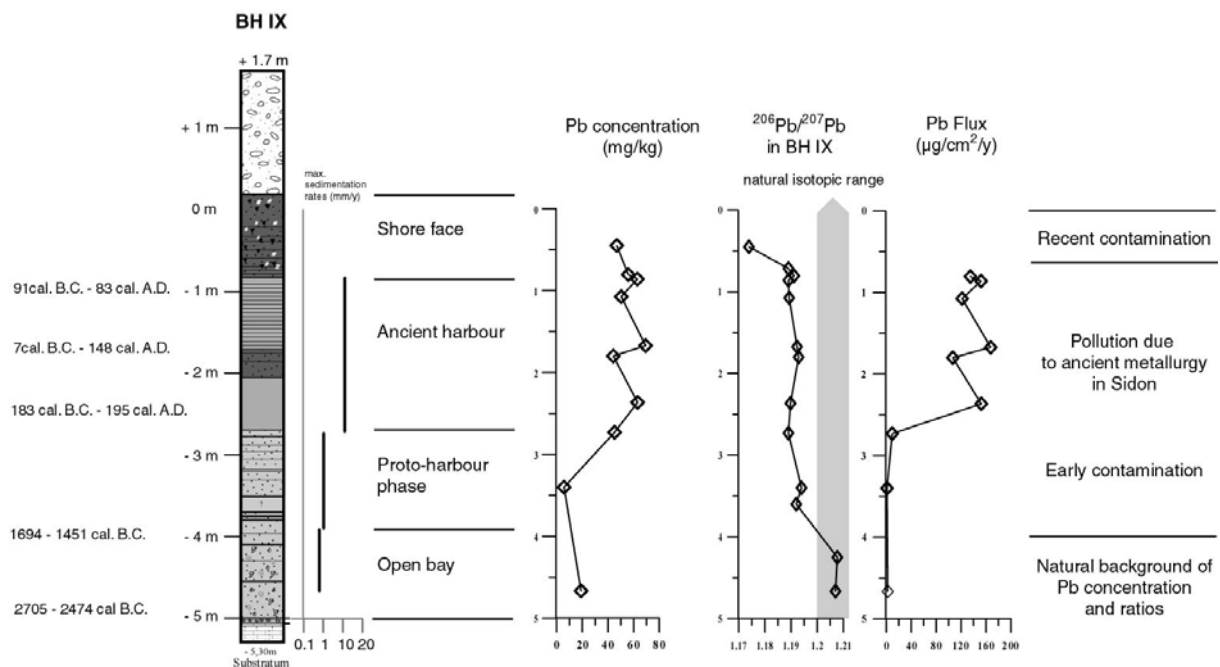 BH IX
+ 1.7 m
+ 1 m
0 m
- 1 m
- 2 m
- 3 m
- 4 m
- 5 m
- 5,30m
Substratum
91cal. B.C. - 83 cal. A.D.
7cal. B.C. - 148 cal. A.D.
183 cal. B.C. - 195 cal. A.D.
1694 - 1451 cal. B.C.
2705 - 2474 cal B.C.
max.
sedimentation
rates (mm/y)
0.1 1 10 20
Shore face
Ancient harbour
Proto-harbour
phase
Open bay
Pb concentration
(mg/kg)
0
1
2
3
4
5
0 20 40 60 80
²⁰⁶Pb/²⁰⁷Pb
in BH IX
natural isotopic range
0
1
2
3
4
5
1.17 1.18 1.19 1.2 1.21
Pb Flux
(µg/cm²/y)
0
1
2
3
4
5
0 40 80 120 160 200
Recent contamination
Pollution due
to ancient metallurgy
in Sidon
Early contamination
Natural background of
Pb concentration
and ratios